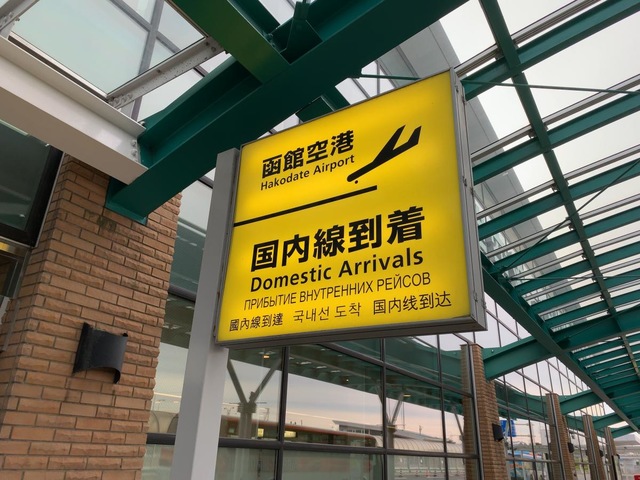 函館空港
Hakodate Airport
国内線到着
Domestic Arrivals
ПРИБЫТИЕ ВНУТРЕННИХ РЕЙСОВ
國內線到達 국내선 도착 国内线到达